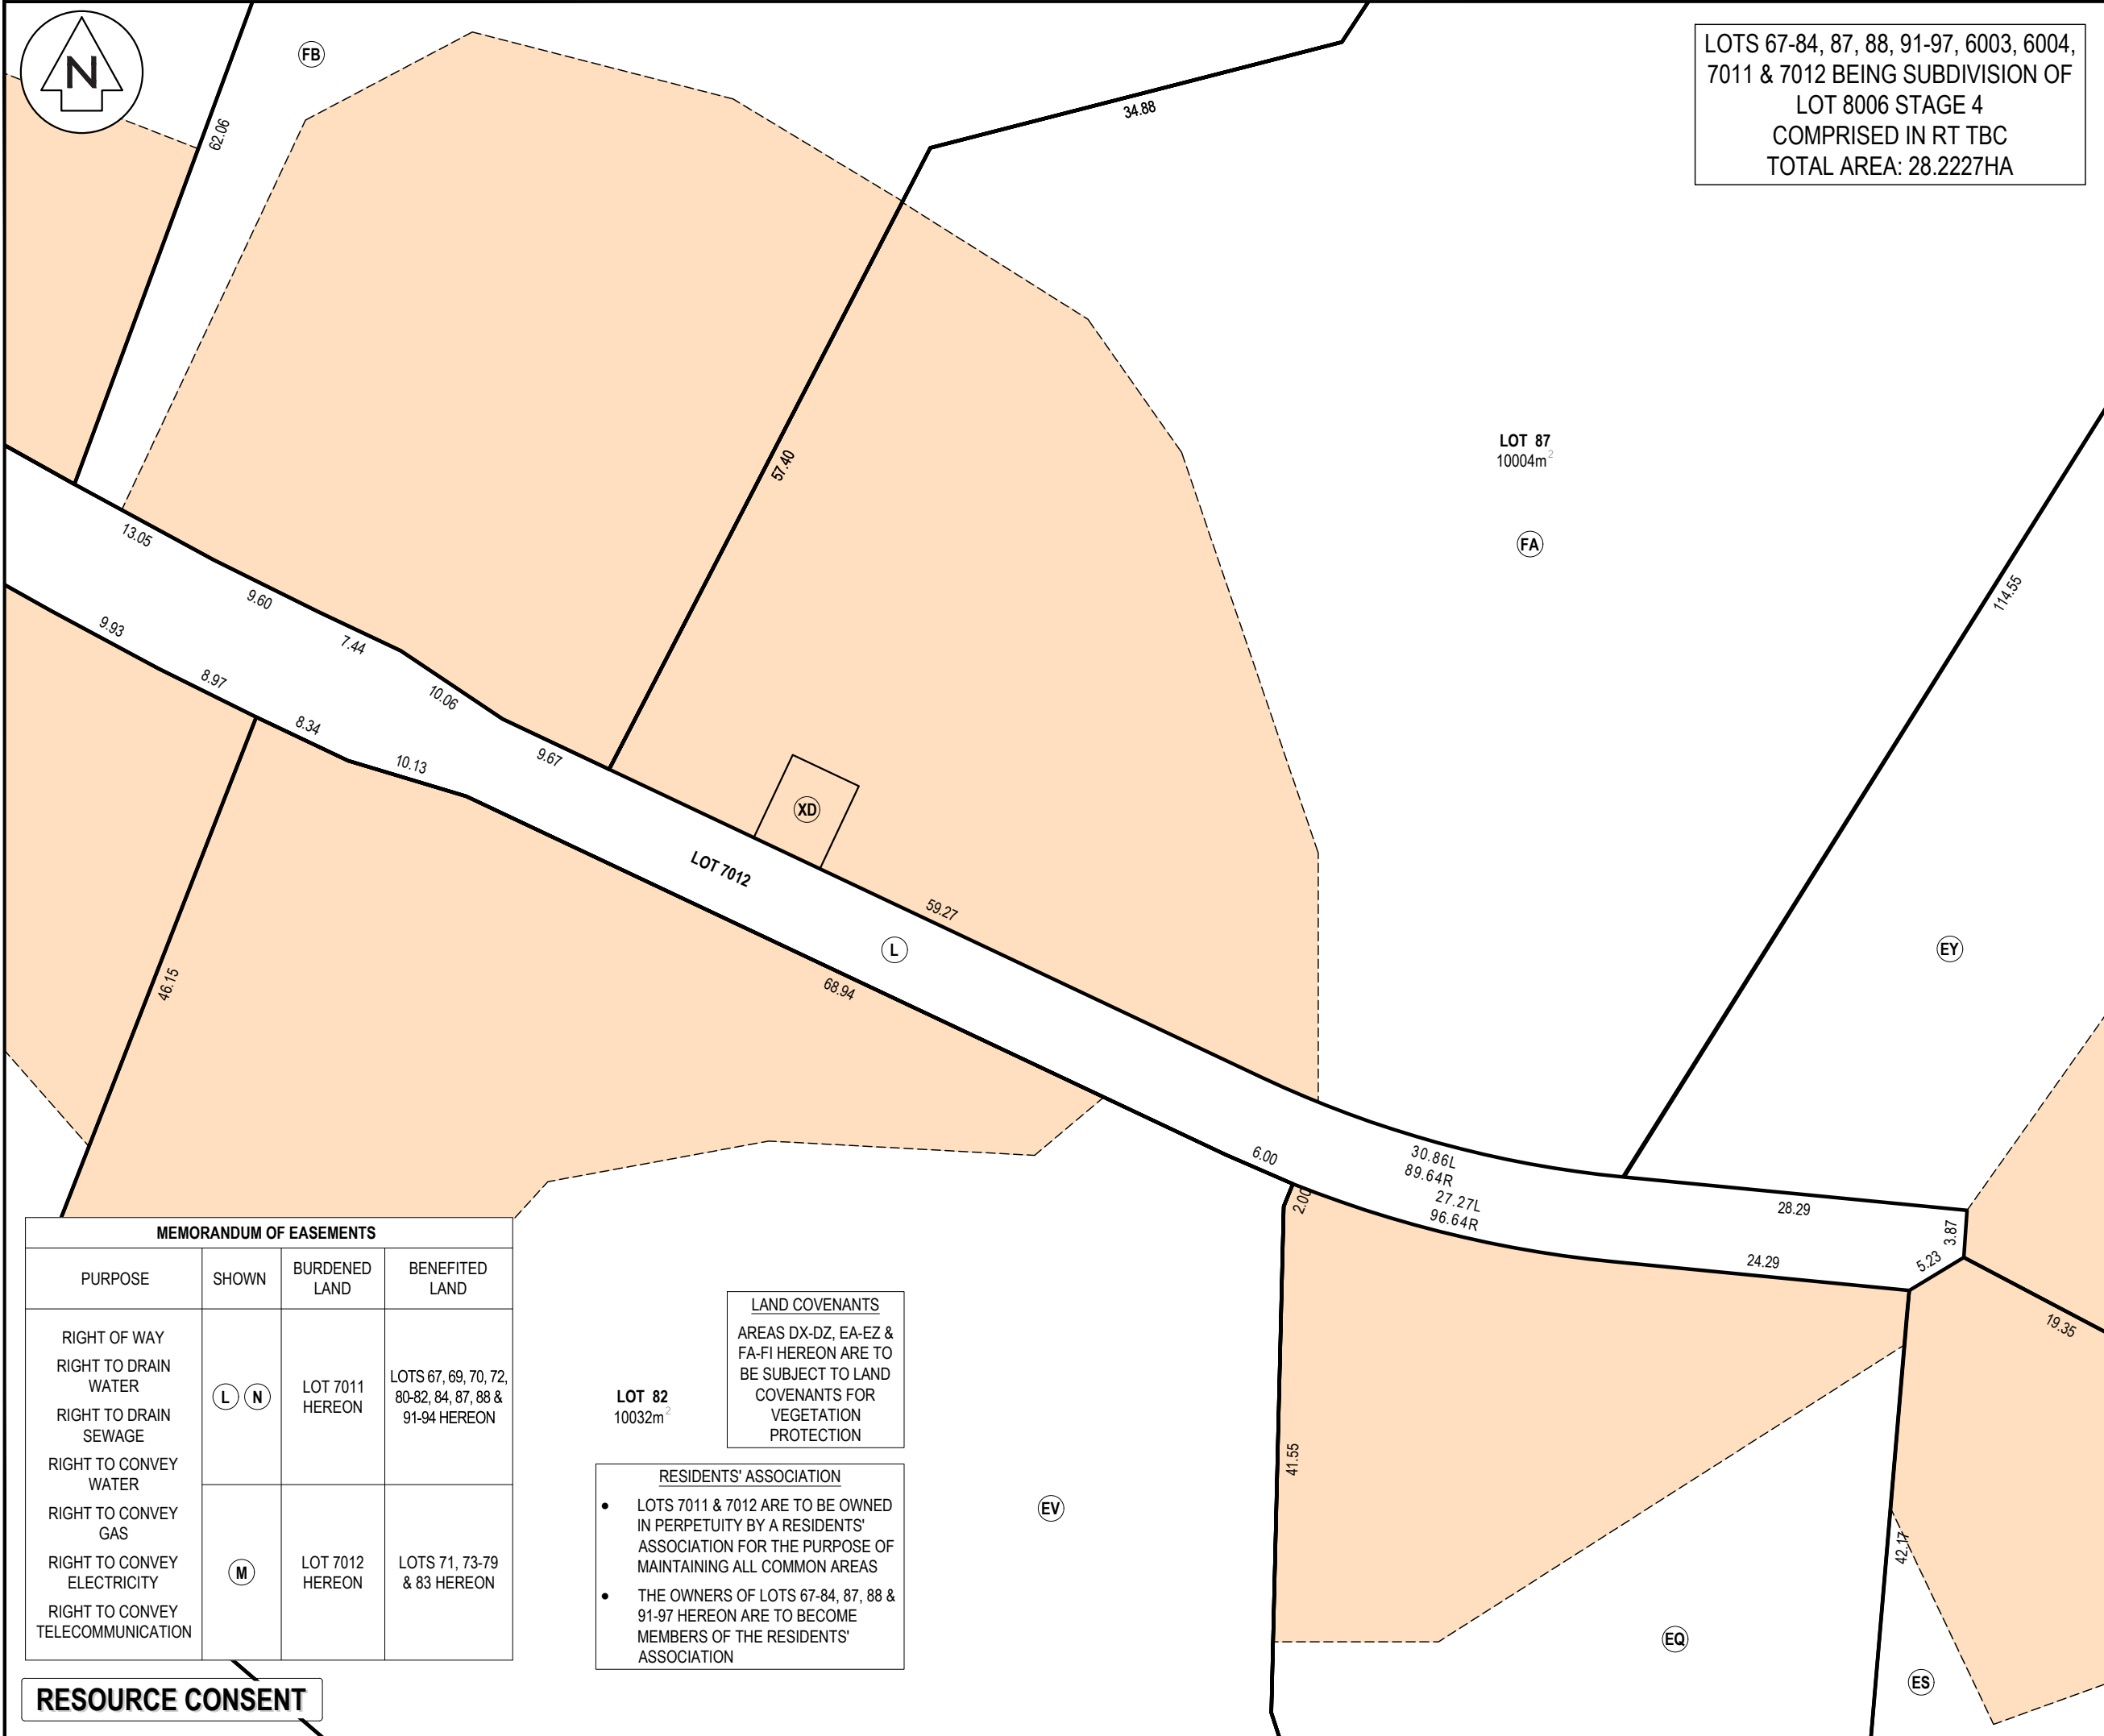 N
FB
LOTS 67-84, 87, 88, 91-97, 6003, 6004,
7011 & 7012 BEING SUBDIVISION OF
LOT 8006 STAGE 4
COMPRISED IN RT TBC
TOTAL AREA: 28.2227HA
62.06
34.88
57.40
LOT 87
10004m²
FA
114.55
13.05
9.60
7.44
10.06
9.67
9.93
8.97
8.34
10.13
XD
LOT 7012
59.27
L
68.94
46.15
EY
6.00
2.00
30.86L
89.64R
27.27L
96.64R
28.29
3.87
5.23
24.29
19.35
41.55
42.17
MEMORANDUM OF EASEMENTS
PURPOSE
SHOWN
BURDENED
LAND
BENEFITED
LAND
RIGHT OF WAY
RIGHT TO DRAIN
WATER
RIGHT TO DRAIN
SEWAGE
RIGHT TO CONVEY
WATER
RIGHT TO CONVEY
GAS
RIGHT TO CONVEY
ELECTRICITY
RIGHT TO CONVEY
TELECOMMUNICATION
L N
LOT 7011
HEREON
LOTS 67, 69, 70, 72,
80-82, 84, 87, 88 &
91-94 HEREON
M
LOT 7012
HEREON
LOTS 71, 73-79
& 83 HEREON
LOT 82
10032m²
LAND COVENANTS
AREAS DX-DZ, EA-EZ &
FA-FI HEREON ARE TO
BE SUBJECT TO LAND
COVENANTS FOR
VEGETATION
PROTECTION
RESIDENTS' ASSOCIATION
• LOTS 7011 & 7012 ARE TO BE OWNED
IN PERPETUITY BY A RESIDENTS'
ASSOCIATION FOR THE PURPOSE OF
MAINTAINING ALL COMMON AREAS
• THE OWNERS OF LOTS 67-84, 87, 88 &
91-97 HEREON ARE TO BECOME
MEMBERS OF THE RESIDENTS'
ASSOCIATION
EV
EQ
ES
RESOURCE CONSENT